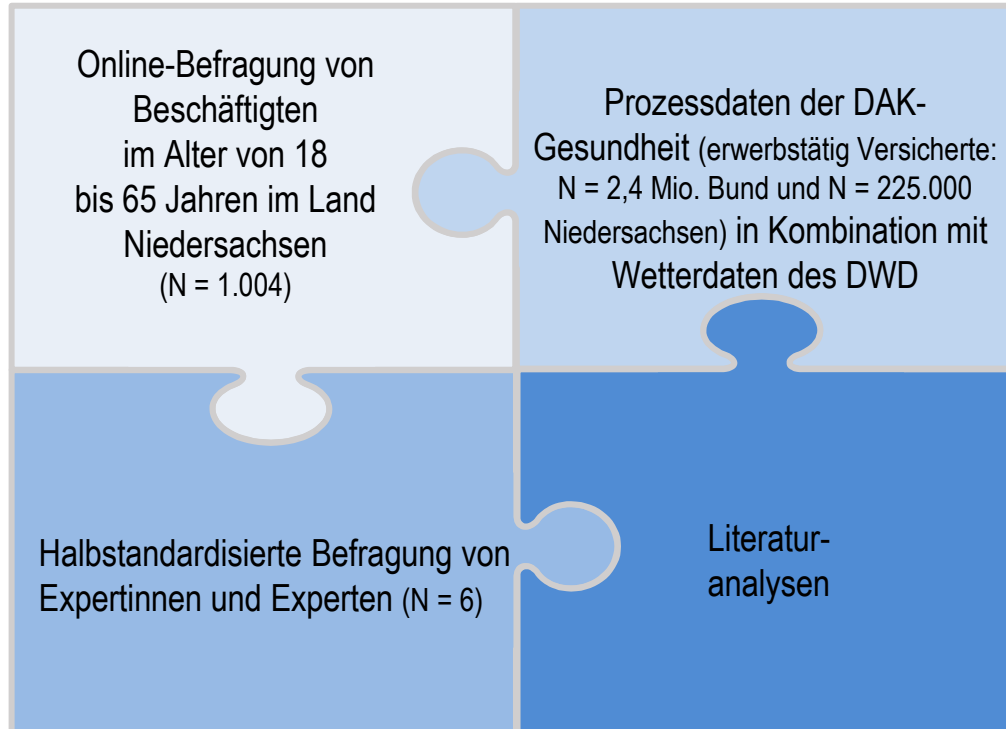 Online-Befragung von
Beschäftigten
im Alter von 18
bis 65 Jahren im Land
Niedersachsen
(N = 1.004)
Prozessdaten der DAK-
Gesundheit (erwerbstätig Versicherte:
N = 2,4 Mio. Bund und N = 225.000
Niedersachsen) in Kombination mit
Wetterdaten des DWD
Halbstandardisierte Befragung von
Expertinnen und Experten (N = 6)
Literatur-
analysen